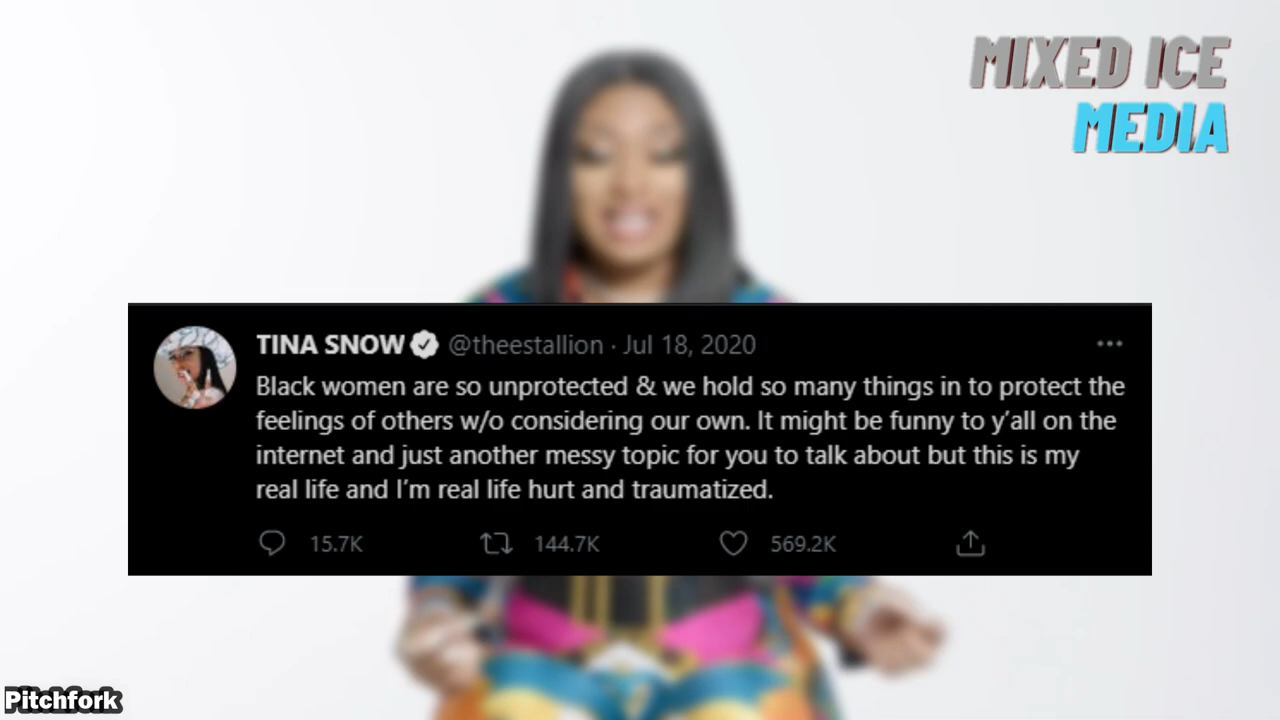 MIXED ICE
MEDIA
TINA SNOW @theestallion · Jul 18, 2020
Black women are so unprotected & we hold so many things in to protect the
feelings of others w/o considering our own. It might be funny to y’all on the
internet and just another messy topic for you to talk about but this is my
real life and I’m real life hurt and traumatized.
15.7K 144.7K 569.2K
Pitchfork